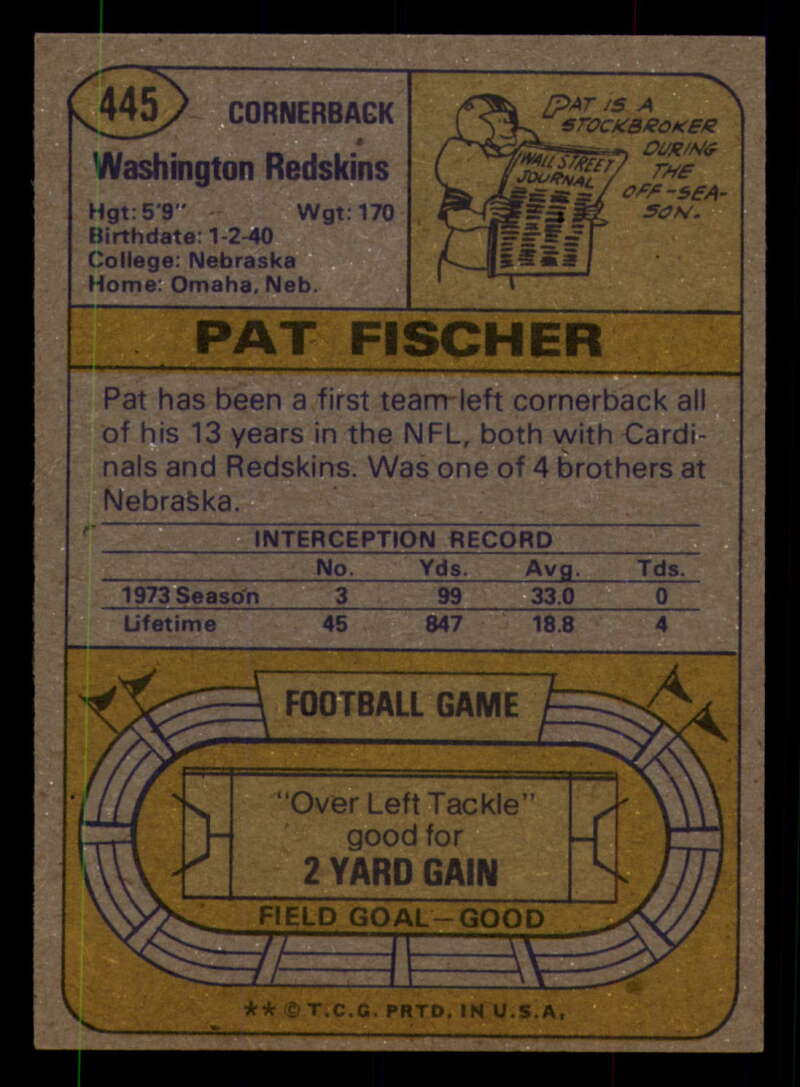 445
CORNERBACK
Washington Redskins
Hgt: 5'9" Wgt: 170
Birthdate: 1-2-40
College: Nebraska
Home: Omaha, Neb.
PAT IS A
STOCKBROKER
DURING
THE
OFF-SEA-
SON.
WALL STREET
JOURNAL
PAT FISCHER
Pat has been a first team left cornerback all
of his 13 years in the NFL, both with Cardi-
nals and Redskins. Was one of 4 brothers at
Nebraska.
INTERCEPTION RECORD
No. Yds. Avg. Tds.
1973 Season 3 99 33.0 0
Lifetime 45 847 18.8 4
FOOTBALL GAME
"Over Left Tackle"
good for
2 YARD GAIN
FIELD GOAL—GOOD
** © T.C.G. PRTD. IN U.S.A.